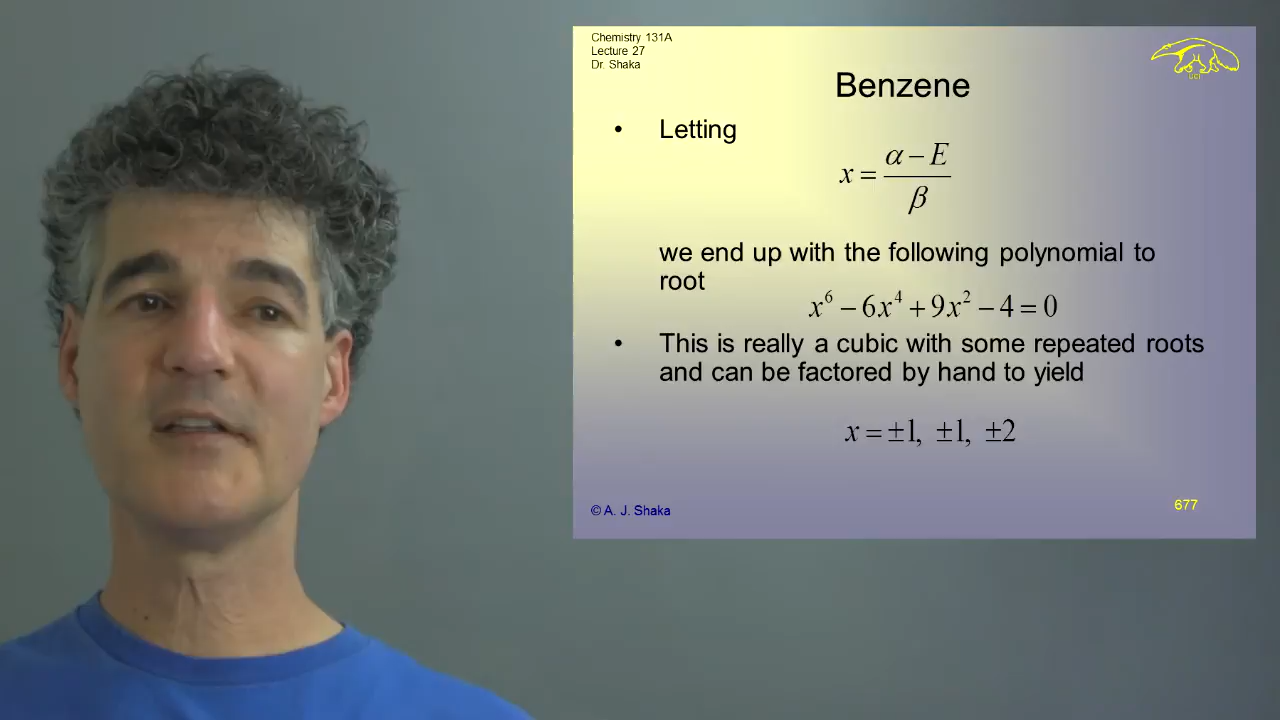 Chemistry 131A
Lecture 27
Dr. Shaka
UCI
Benzene
• Letting
x = (α − E) / β
we end up with the following polynomial to
root
x⁶ − 6x⁴ + 9x² − 4 = 0
• This is really a cubic with some repeated roots
and can be factored by hand to yield
x = ±1, ±1, ±2
© A. J. Shaka
677